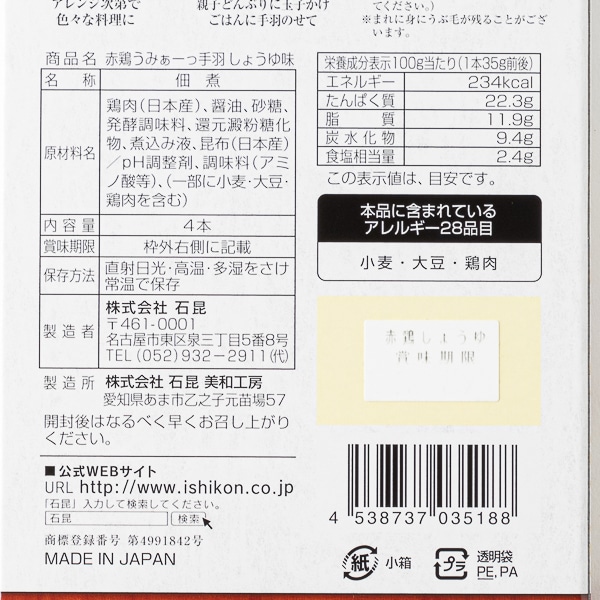 アレンジ次第で
色々な料理に
親子どんぶりに玉子かけ
ごはんに手羽のせて
てください。)
※まれに身にうぶ毛が残ることがござ
います。
商品名 赤鶏うみぁーっ手羽 しょうゆ味
名称 佃煮
原材料名 鶏肉(日本産)、醤油、砂糖、
発酵調味料、還元澱粉糖化
物、煮込み液、昆布(日本産)
/pH調整剤、調味料(アミ
ノ酸等)、(一部に小麦・大豆・
鶏肉を含む)
内容量 4本
賞味期限 枠外右側に記載
保存方法 直射日光・高温・多湿をさけ
常温で保存
製造者 株式会社 石昆
〒461-0001
名古屋市東区泉三丁目5番8号
TEL (052)932-2911(代)
製造所 株式会社 石昆 美和工房
愛知県あま市乙之子元苗場57
開封後はなるべく早くお召し上がり
ください。
■公式WEBサイト
URL http://www.ishikon.co.jp
「石昆」入力して検索してください。
石昆 検索
商標登録番号 第4991842号
MADE IN JAPAN
栄養成分表示100g当たり(1本35g前後)
エネルギー 234kcal
たんぱく質 22.3g
脂質 11.9g
炭水化物 9.4g
食塩相当量 2.4g
この表示値は、目安です。
本品に含まれている
アレルギー28品目
小麦・大豆・鶏肉
赤鶏しょうゆ
賞味期限
4 538737 035188
紙 小箱
プラ 透明袋
PE, PA